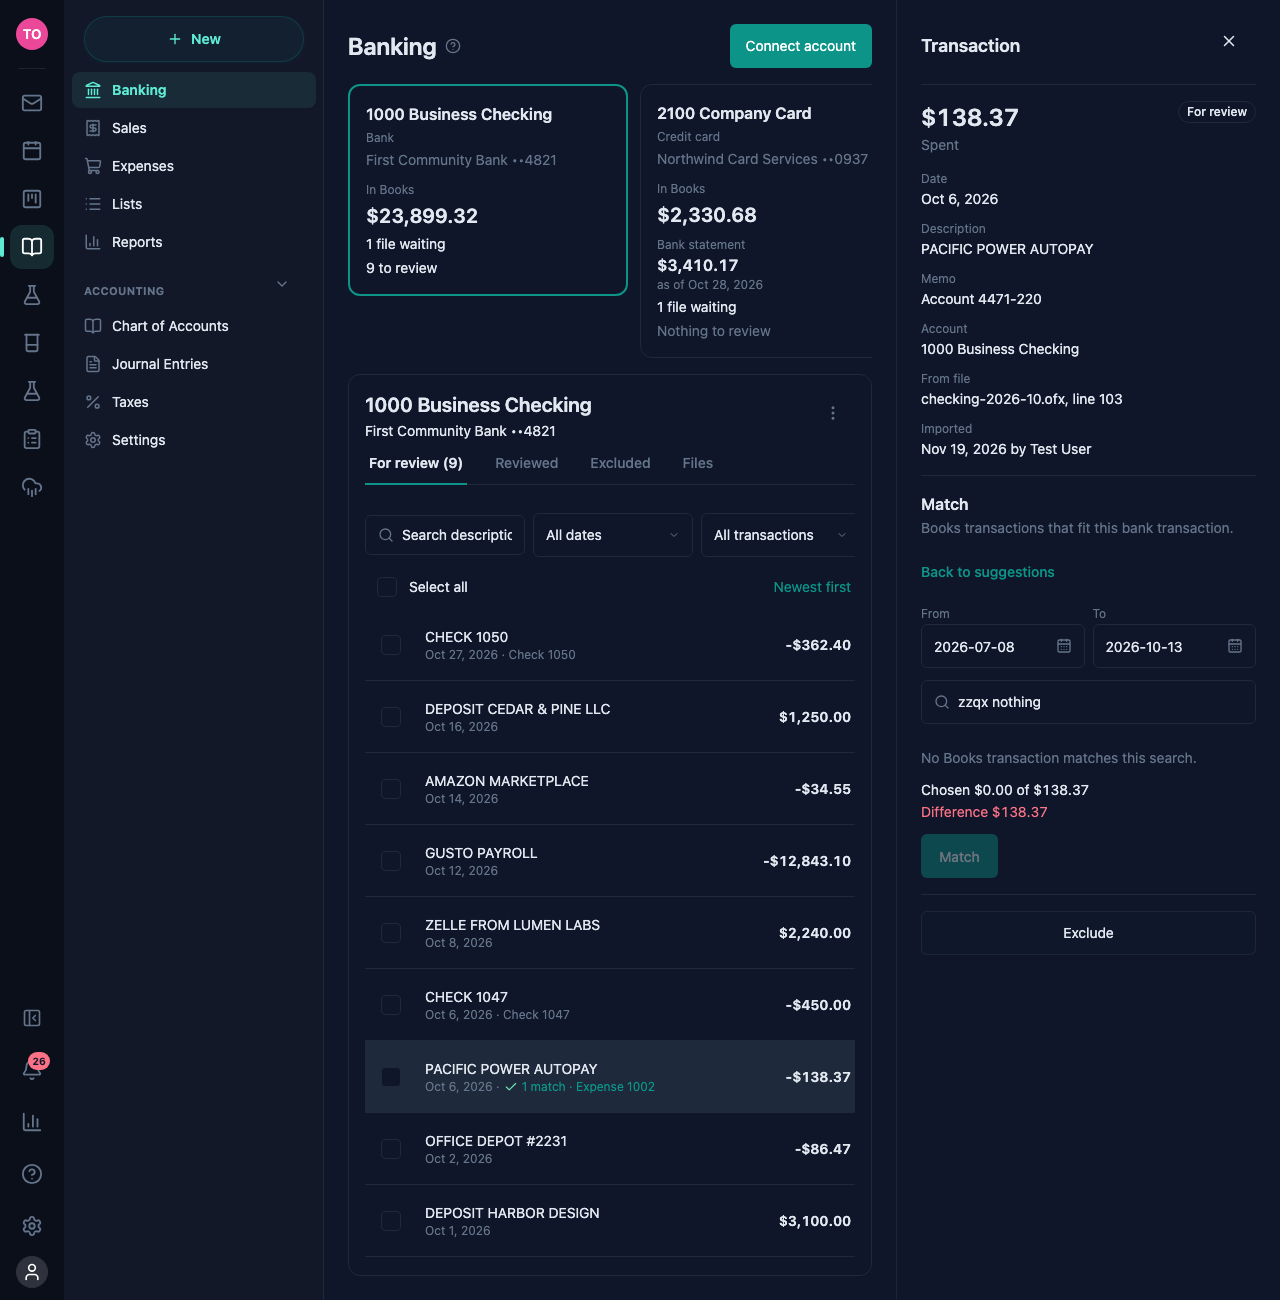 TO
New
Banking
Sales
Expenses
Lists
Reports
ACCOUNTING
Chart of Accounts
Journal Entries
Taxes
Settings
26
Banking
Connect account
1000 Business Checking
Bank
First Community Bank ••4821
In Books
$23,899.32
1 file waiting
9 to review
2100 Company Card
Credit card
Northwind Card Services ••0937
In Books
$2,330.68
Bank statement
$3,410.17
as of Oct 28, 2026
1 file waiting
Nothing to review
1000 Business Checking
First Community Bank ••4821
For review (9)
Reviewed
Excluded
Files
Search descriptic
All dates
All transactions
Select all
Newest first
CHECK 1050
Oct 27, 2026 · Check 1050
-$362.40
DEPOSIT CEDAR & PINE LLC
Oct 16, 2026
$1,250.00
AMAZON MARKETPLACE
Oct 14, 2026
-$34.55
GUSTO PAYROLL
Oct 12, 2026
-$12,843.10
ZELLE FROM LUMEN LABS
Oct 8, 2026
$2,240.00
CHECK 1047
Oct 6, 2026 · Check 1047
-$450.00
PACIFIC POWER AUTOPAY
Oct 6, 2026 · 1 match · Expense 1002
-$138.37
OFFICE DEPOT #2231
Oct 2, 2026
-$86.47
DEPOSIT HARBOR DESIGN
Oct 1, 2026
$3,100.00
Transaction
$138.37
For review
Spent
Date
Oct 6, 2026
Description
PACIFIC POWER AUTOPAY
Memo
Account 4471-220
Account
1000 Business Checking
From file
checking-2026-10.ofx, line 103
Imported
Nov 19, 2026 by Test User
Match
Books transactions that fit this bank transaction.
Back to suggestions
From
To
2026-07-08
2026-10-13
zzqx nothing
No Books transaction matches this search.
Chosen $0.00 of $138.37
Difference $138.37
Match
Exclude